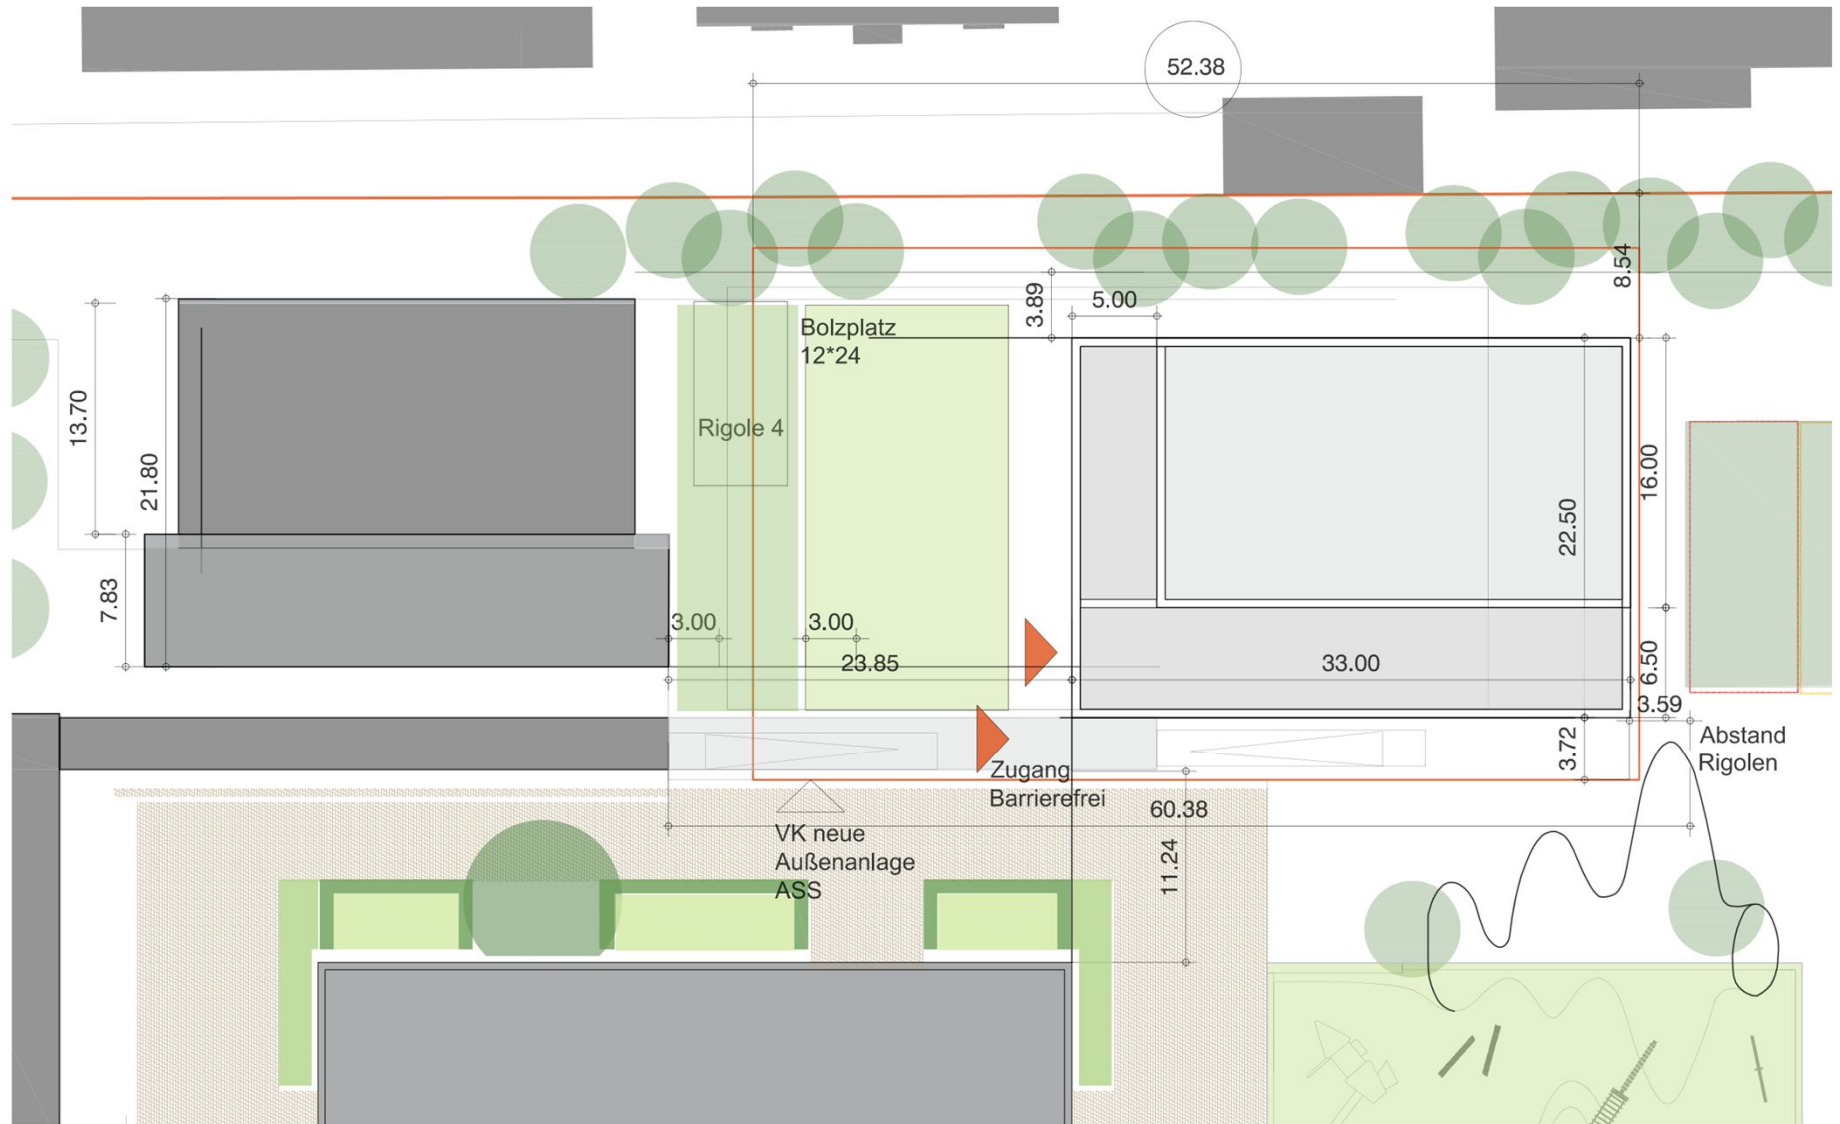 52.38
8.54
3.89
5.00
Bolzplatz
12*24
13.70
21.80
Rigole 4
16.00
22.50
7.83
3.00
3.00
23.85
33.00
6.50
3.59
3.72
Abstand
Rigolen
Zugang
Barrierefrei
60.38
VK neue
Außenanlage
ASS
11.24